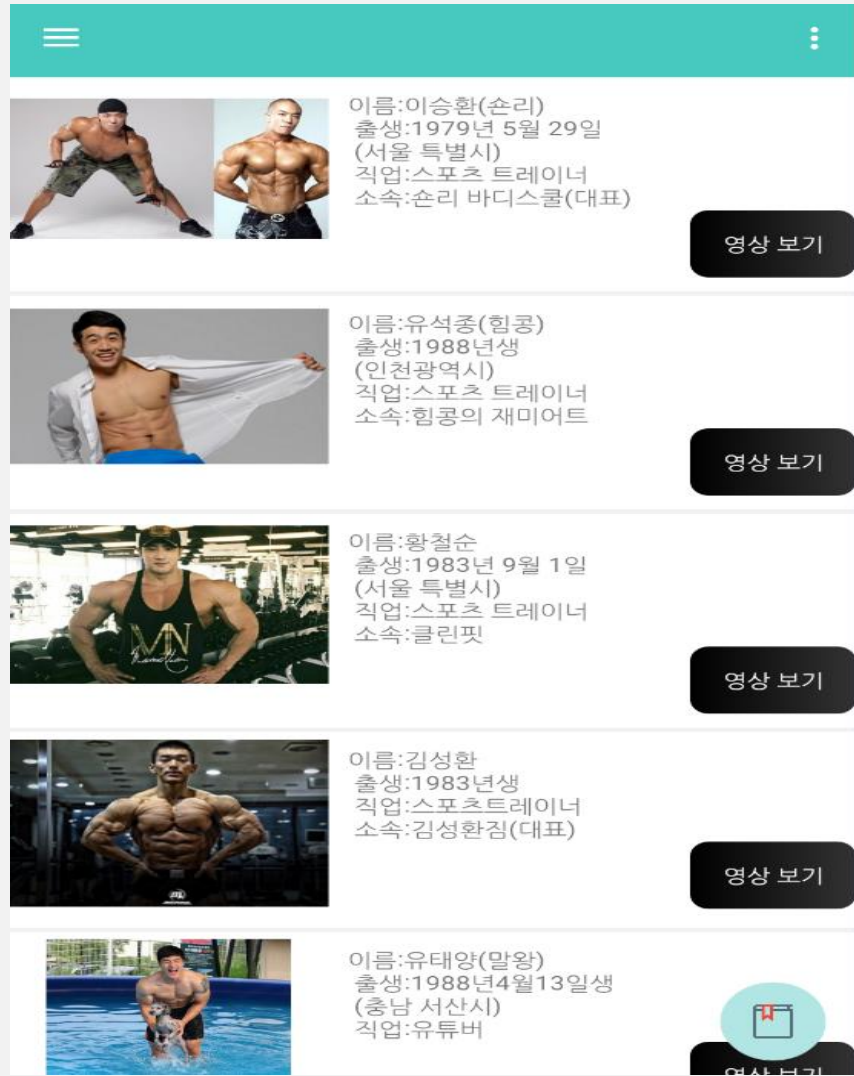 이름:이승환(숀리)
출생:1979년 5월 29일
(서울 특별시)
직업:스포츠 트레이너
소속:숀리 바디스쿨(대표)
영상 보기
이름:유석종(힘콩)
출생:1988년생
(인천광역시)
직업:스포츠 트레이너
소속:힘콩의 재미어트
영상 보기
이름:황철순
출생:1983년 9월 1일
(서울 특별시)
직업:스포츠 트레이너
소속:클린핏
영상 보기
이름:김성환
출생:1983년생
직업:스포츠트레이너
소속:김성환짐(대표)
영상 보기
이름:유태양(말왕)
출생:1988년4월13일생
(충남 서산시)
직업:유튜버
영상 보기